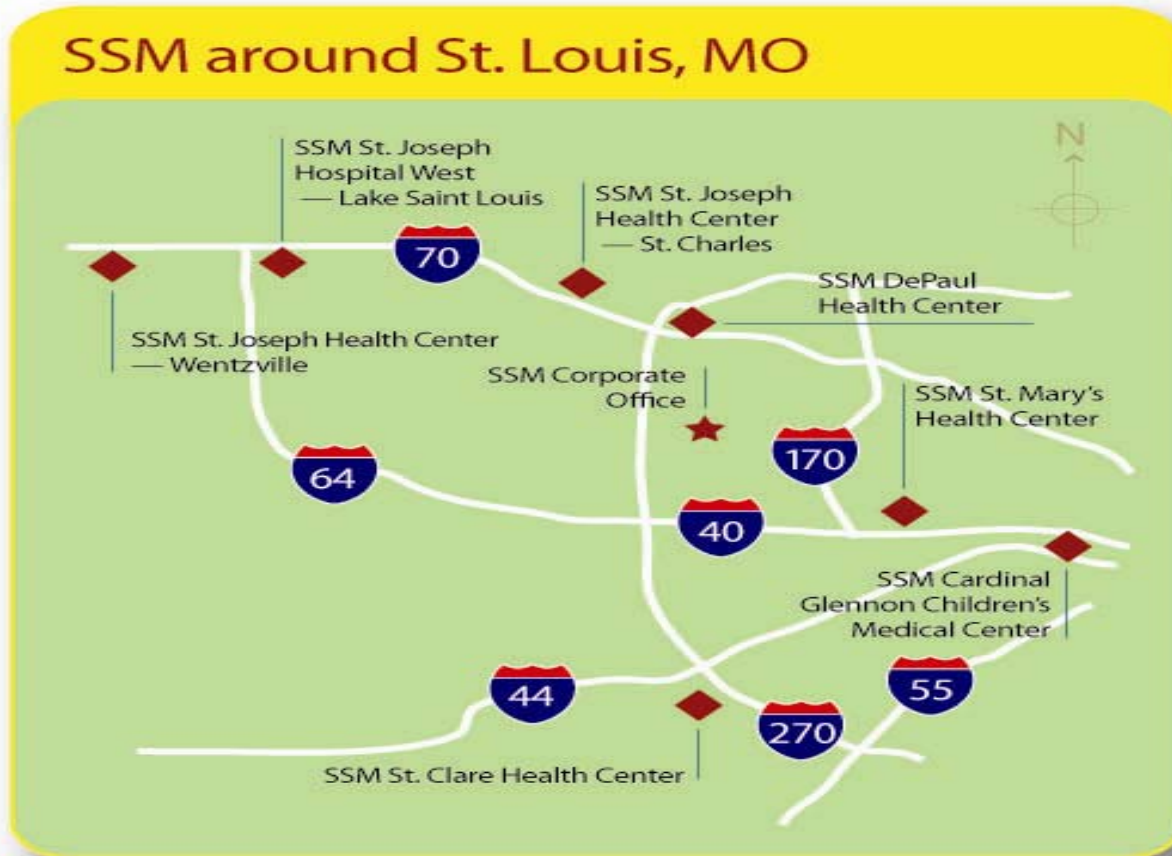 SSM around St. Louis, MO
N
SSM St. Joseph
Hospital West
— Lake Saint Louis
SSM St. Joseph
Health Center
— St. Charles
70
SSM DePaul
Health Center
SSM St. Joseph Health Center
— Wentzville
SSM Corporate
Office
SSM St. Mary's
Health Center
64
170
40
SSM Cardinal
Glennon Children's
Medical Center
44
55
270
SSM St. Clare Health Center